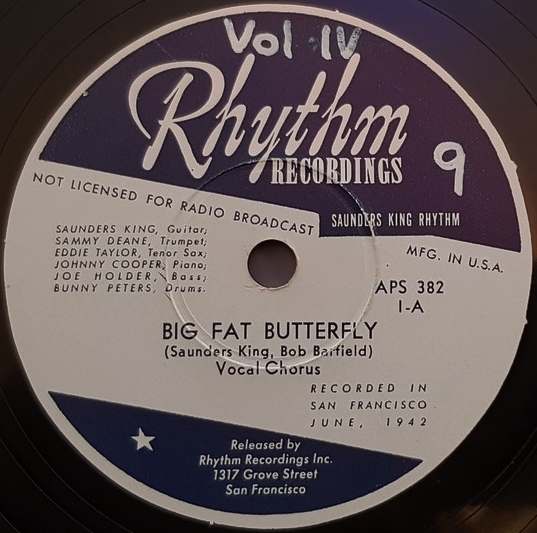 Vol IV
Rhythm
RECORDINGS
9
NOT LICENSED FOR RADIO BROADCAST
SAUNDERS KING RHYTHM
SAUNDERS KING, Guitar;
SAMMY DEANE, Trumpet;
EDDIE TAYLOR, Tenor Sax;
JOHNNY COOPER, Piano;
JOE HOLDER, Bass;
BUNNY PETERS, Drums.
MFG. IN U.S.A.
APS 382
I-A
BIG FAT BUTTERFLY
(Saunders King, Bob Barfield)
Vocal Chorus
RECORDED IN
SAN FRANCISCO
JUNE, 1942
Released by
Rhythm Recordings Inc.
1317 Grove Street
San Francisco